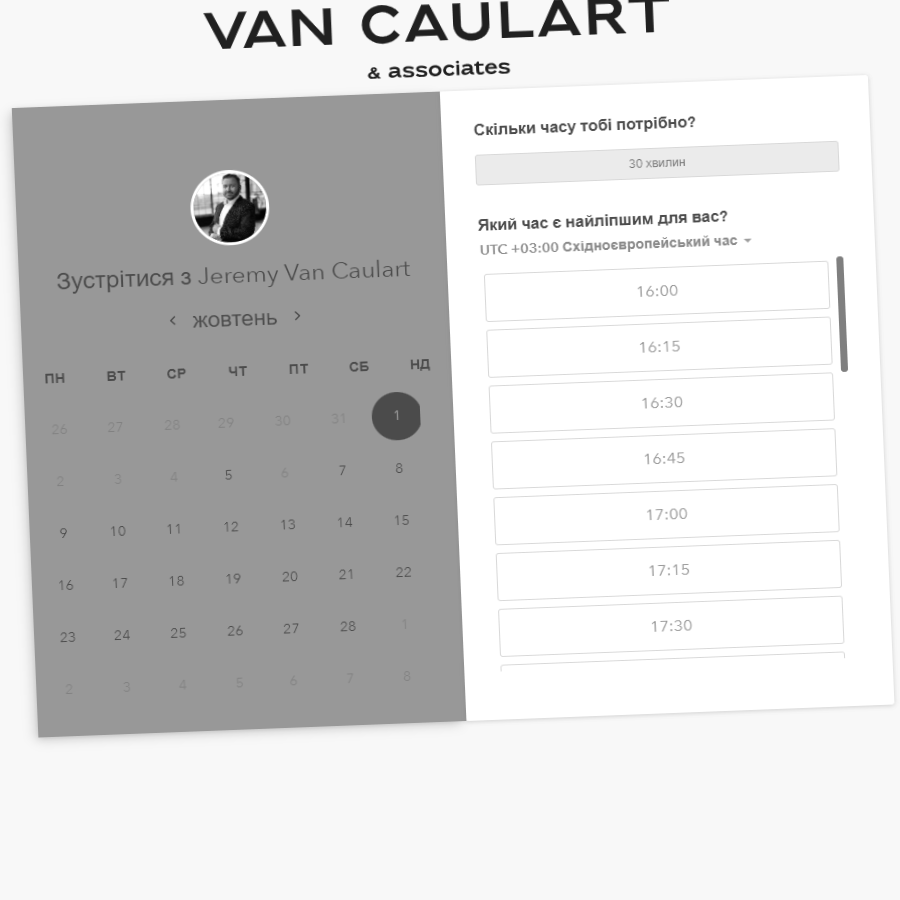 VAN CAULART
& associates
Зустрітися з Jeremy Van Caulart
‹ жовтень ›
ПН ВТ СР ЧТ ПТ СБ НД
26 27 28 29 30 31 1
2 3 4 5 6 7 8
9 10 11 12 13 14 15
16 17 18 19 20 21 22
23 24 25 26 27 28 1
2 3 4 5 6 7 8
Скільки часу тобі потрібно?
30 хвилин
Який час є найліпшим для вас?
UTC +03:00 Східноєвропейський час
16:00
16:15
16:30
16:45
17:00
17:15
17:30